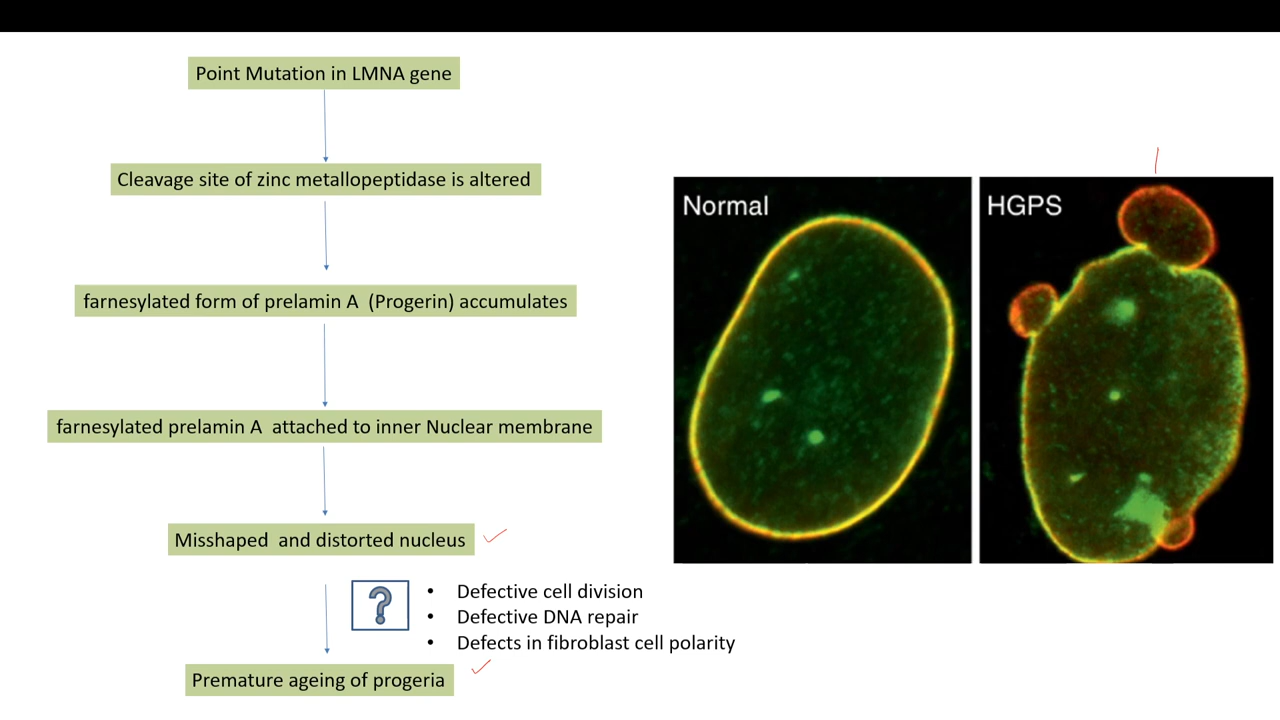 Point Mutation in LMNA gene
Cleavage site of zinc metallopeptidase is altered
farnesylated form of prelamin A (Progerin) accumulates
farnesylated prelamin A attached to inner Nuclear membrane
Misshaped and distorted nucleus
?
• Defective cell division
• Defective DNA repair
• Defects in fibroblast cell polarity
Premature ageing of progeria
Normal
HGPS